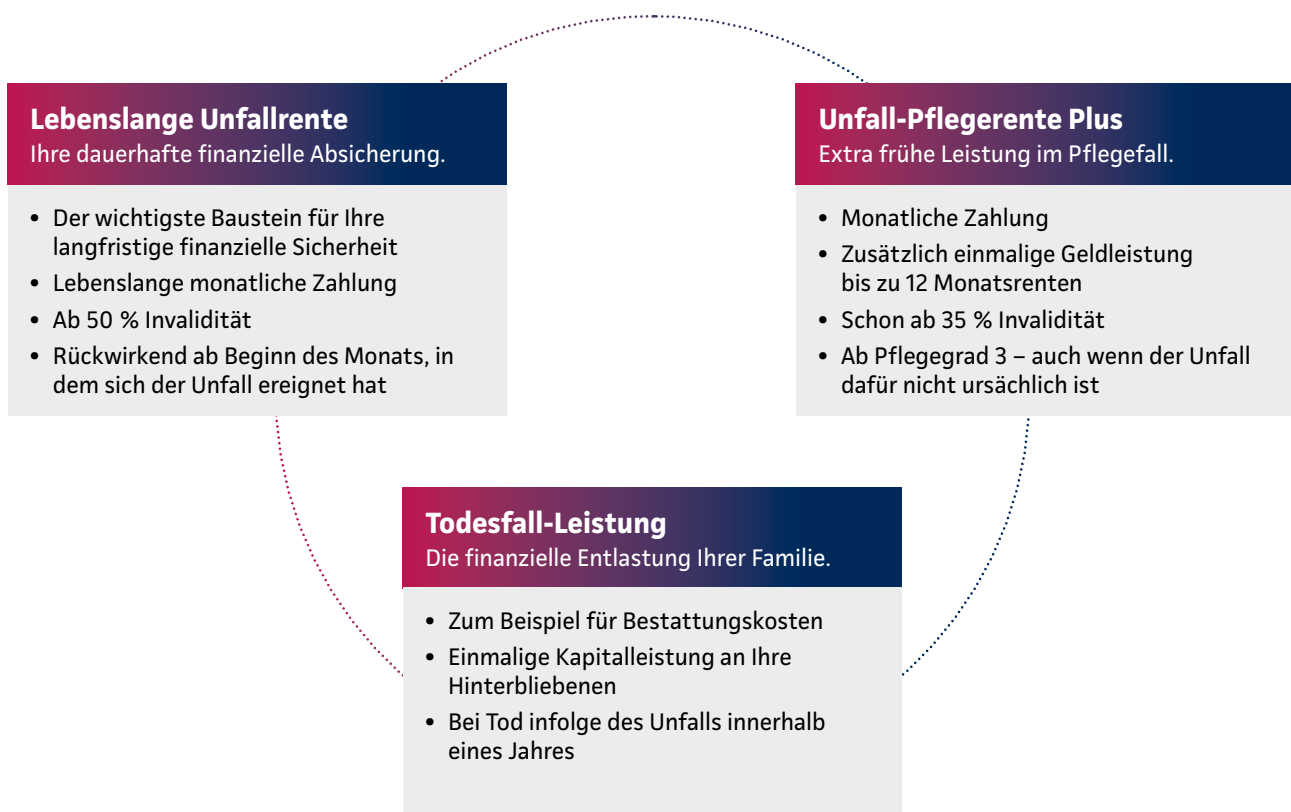 Lebenslange Unfallrente
Ihre dauerhafte finanzielle Absicherung.
• Der wichtigste Baustein für Ihre
langfristige finanzielle Sicherheit
• Lebenslange monatliche Zahlung
• Ab 50 % Invalidität
• Rückwirkend ab Beginn des Monats, in
dem sich der Unfall ereignet hat
Unfall-Pflegerente Plus
Extra frühe Leistung im Pflegefall.
• Monatliche Zahlung
• Zusätzlich einmalige Geldleistung
bis zu 12 Monatsrenten
• Schon ab 35 % Invalidität
• Ab Pflegegrad 3 – auch wenn der Unfall
dafür nicht ursächlich ist
Todesfall-Leistung
Die finanzielle Entlastung Ihrer Familie.
• Zum Beispiel für Bestattungskosten
• Einmalige Kapitalleistung an Ihre
Hinterbliebenen
• Bei Tod infolge des Unfalls innerhalb
eines Jahres